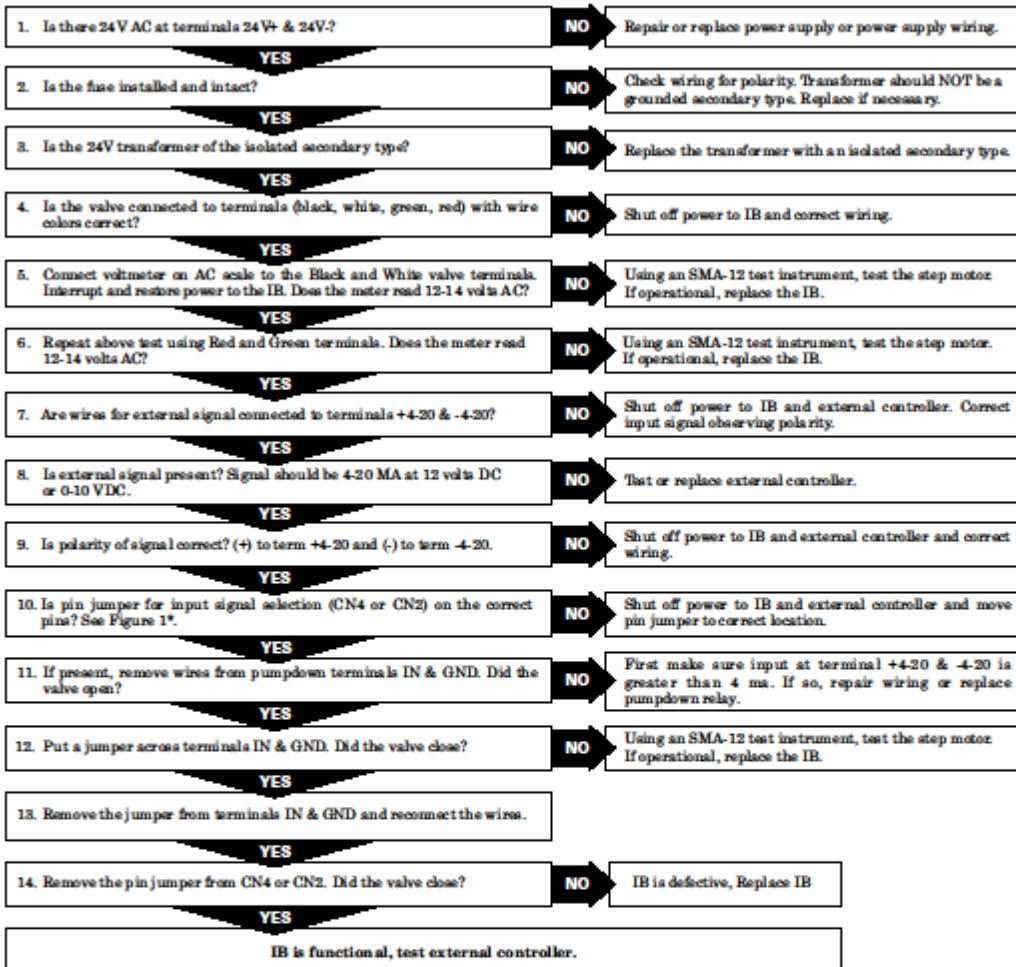 1. Is there 24V AC at terminals 24V+ & 24V-?
NO
Repair or replace power supply or power supply wiring.
YES
2. Is the fuse installed and intact?
NO
Check wiring for polarity. Transformer should NOT be a
grounded secondary type. Replace if necessary.
YES
3. Is the 24V transformer of the isolated secondary type?
NO
Replace the transformer with an isolated secondary type.
YES
4. Is the valve connected to terminals (black, white, green, red) with wire
colors correct?
NO
Shut off power to IB and correct wiring.
YES
5. Connect voltmeter on AC scale to the Black and White valve terminals.
Interrupt and restore power to the IB. Does the meter read 12-14 volts AC?
NO
Using an SMA-12 test instrument, test the step motor.
If operational, replace the IB.
YES
6. Repeat above test using Red and Green terminals. Does the meter read
12-14 volts AC?
NO
Using an SMA-12 test instrument, test the step motor.
If operational, replace the IB.
YES
7. Are wires for external signal connected to terminals +4-20 & -4-20?
NO
Shut off power to IB and external controller. Correct
input signal observing polarity.
YES
8. Is external signal present? Signal should be 4-20 MA at 12 volts DC
or 0-10 VDC.
NO
Test or replace external controller.
YES
9. Is polarity of signal correct? (+) to term +4-20 and (-) to term -4-20.
NO
Shut off power to IB and external controller and correct
wiring.
YES
10. Is pin jumper for input signal selection (CN4 or CN2) on the correct
pins? See Figure 1*.
NO
Shut off power to IB and external controller and move
pin jumper to correct location.
YES
11. If present, remove wires from pumpdown terminals IN & GND. Did the
valve open?
NO
First make sure input at terminal +4-20 & -4-20 is
greater than 4 ma. If so, repair wiring or replace
pumpdown relay.
YES
12. Put a jumper across terminals IN & GND. Did the valve close?
NO
Using an SMA-12 test instrument, test the step motor.
If operational, replace the IB.
YES
13. Remove the jumper from terminals IN & GND and reconnect the wires.
YES
14. Remove the pin jumper from CN4 or CN2. Did the valve close?
NO
IB is defective, Replace IB
YES
IB is functional, test external controller.